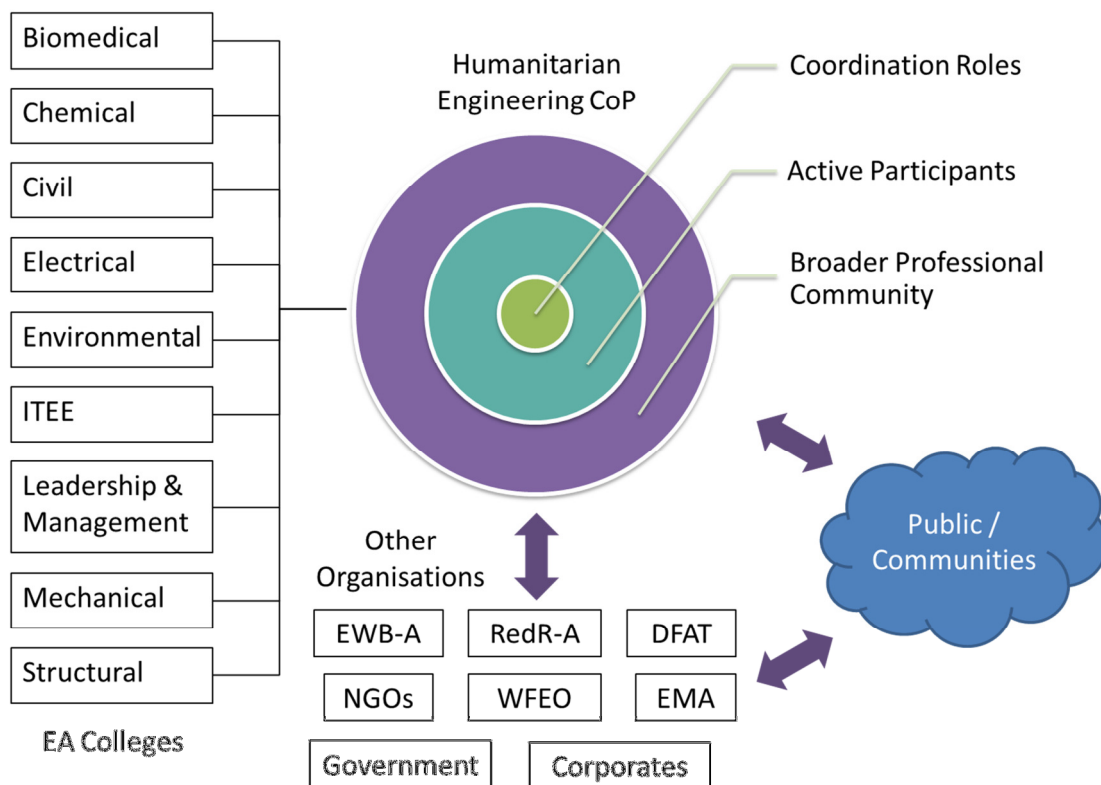 Biomedical
Chemical
Civil
Electrical
Environmental
ITEE
Leadership &
Management
Mechanical
Structural
EA Colleges
Humanitarian
Engineering CoP
Coordination Roles
Active Participants
Broader Professional
Community
Other
Organisations
EWB-A
RedR-A
DFAT
NGOs
WFEO
EMA
Government
Corporates
Public /
Communities